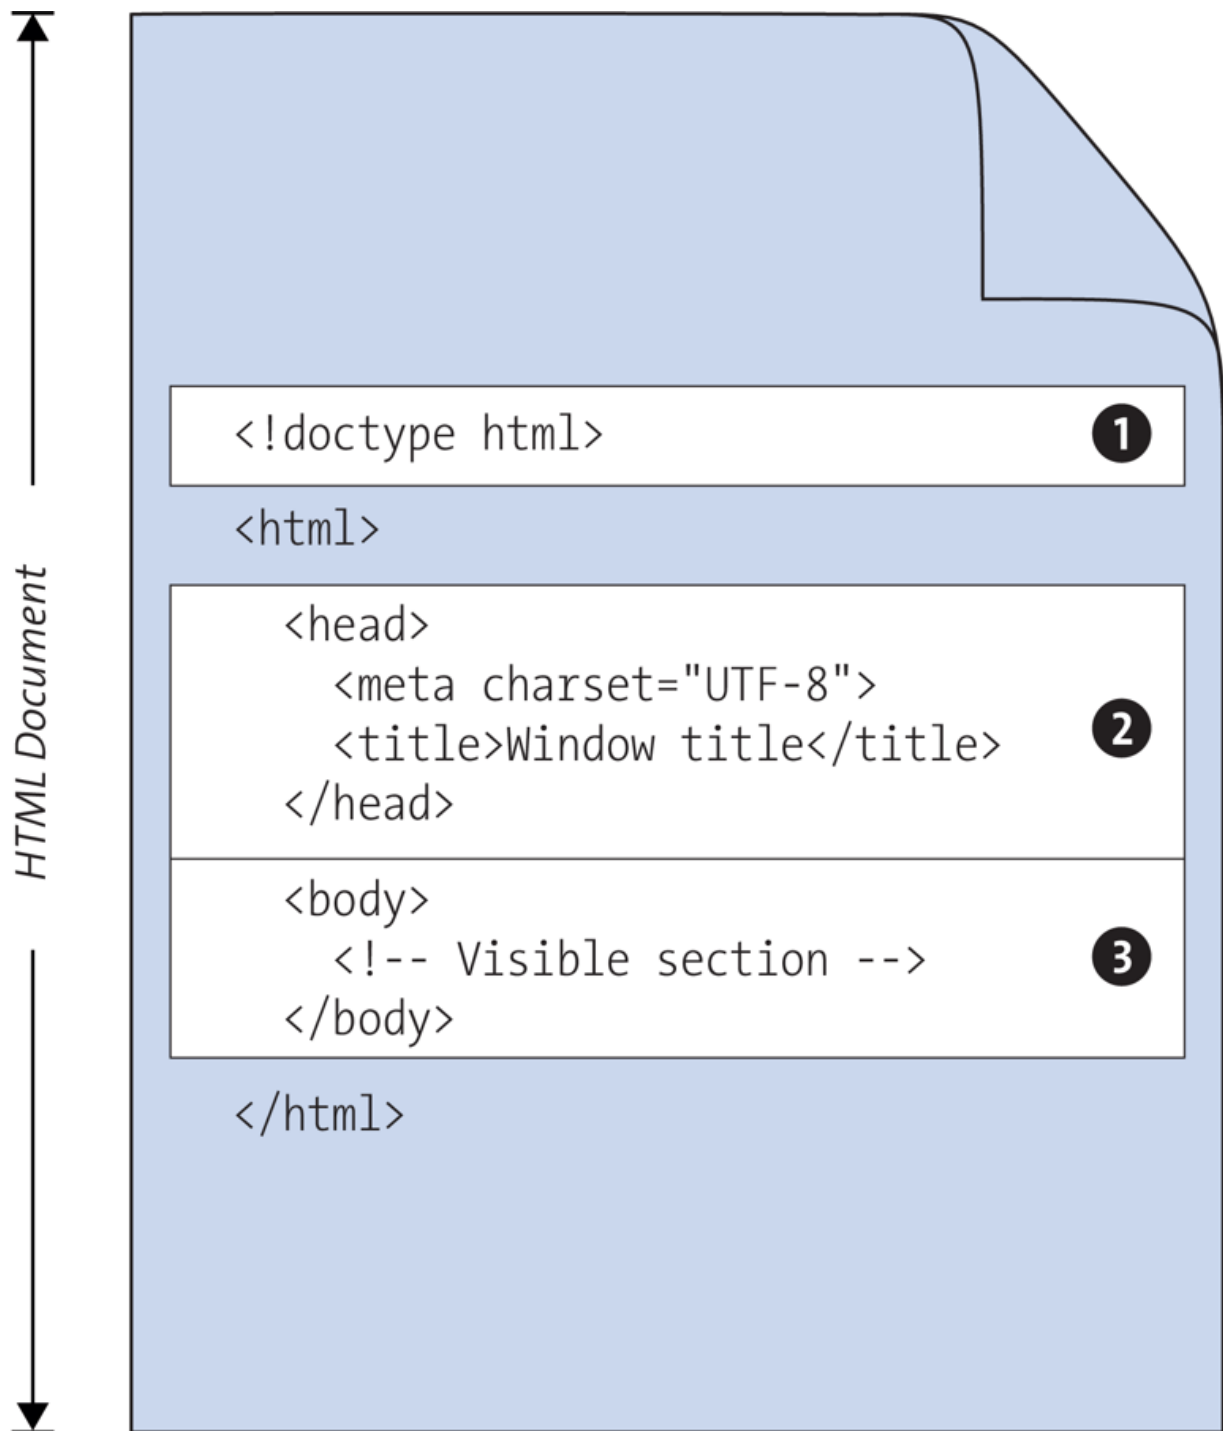 HTML Document
<!doctype html>
1
<html>
<head>
<meta charset="UTF-8">
<title>Window title</title>
2
</head>
<body>
<!-- Visible section -->
3
</body>
</html>